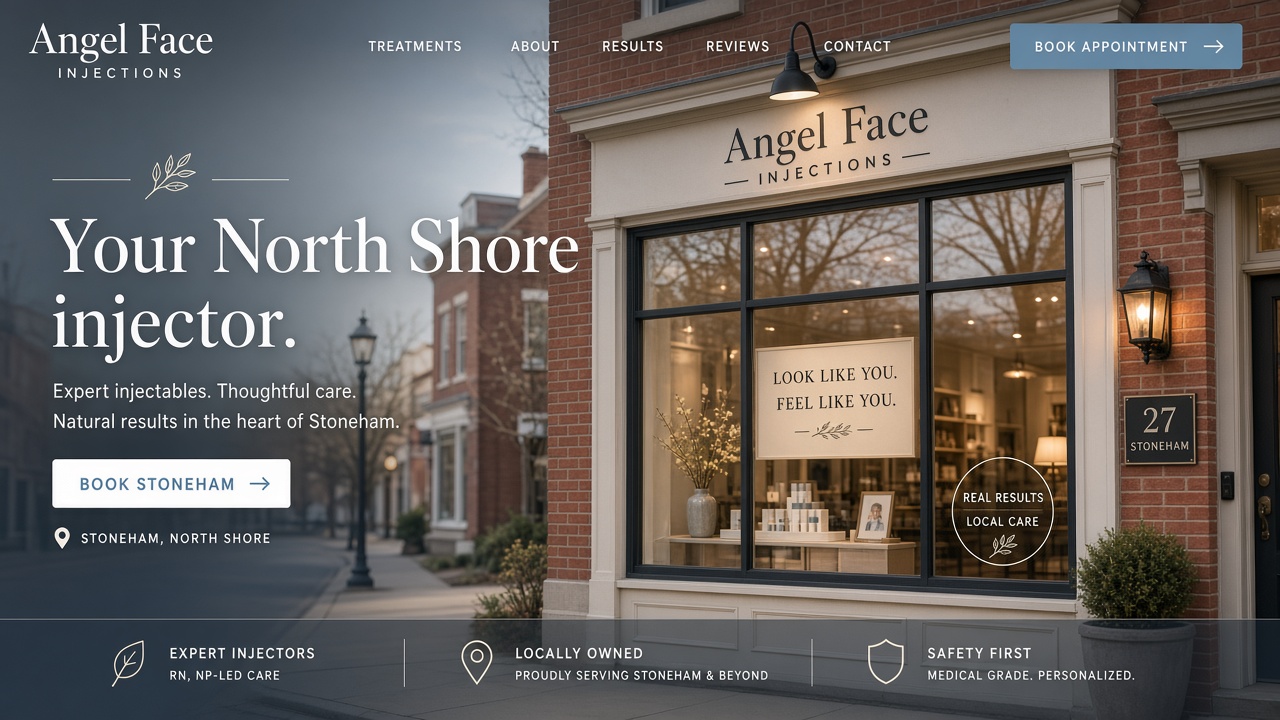 Angel Face
INJECTIONS
TREATMENTS
ABOUT
RESULTS
REVIEWS
CONTACT
BOOK APPOINTMENT
Angel Face
INJECTIONS
Your North Shore
injector.
Expert injectables. Thoughtful care.
Natural results in the heart of Stoneham.
BOOK STONEHAM
STONEHAM, NORTH SHORE
LOOK LIKE YOU.
FEEL LIKE YOU.
27
STONEHAM
REAL RESULTS
LOCAL CARE
EXPERT INJECTORS
RN, NP-LED CARE
LOCALLY OWNED
PROUDLY SERVING STONEHAM & BEYOND
SAFETY FIRST
MEDICAL GRADE. PERSONALIZED.